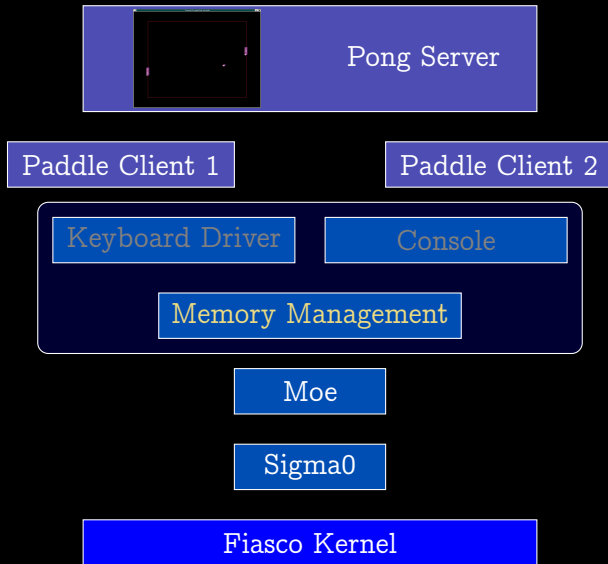 Pong Server
Paddle Client 1
Paddle Client 2
Keyboard Driver
Console
Memory Management
Moe
Sigma0
Fiasco Kernel